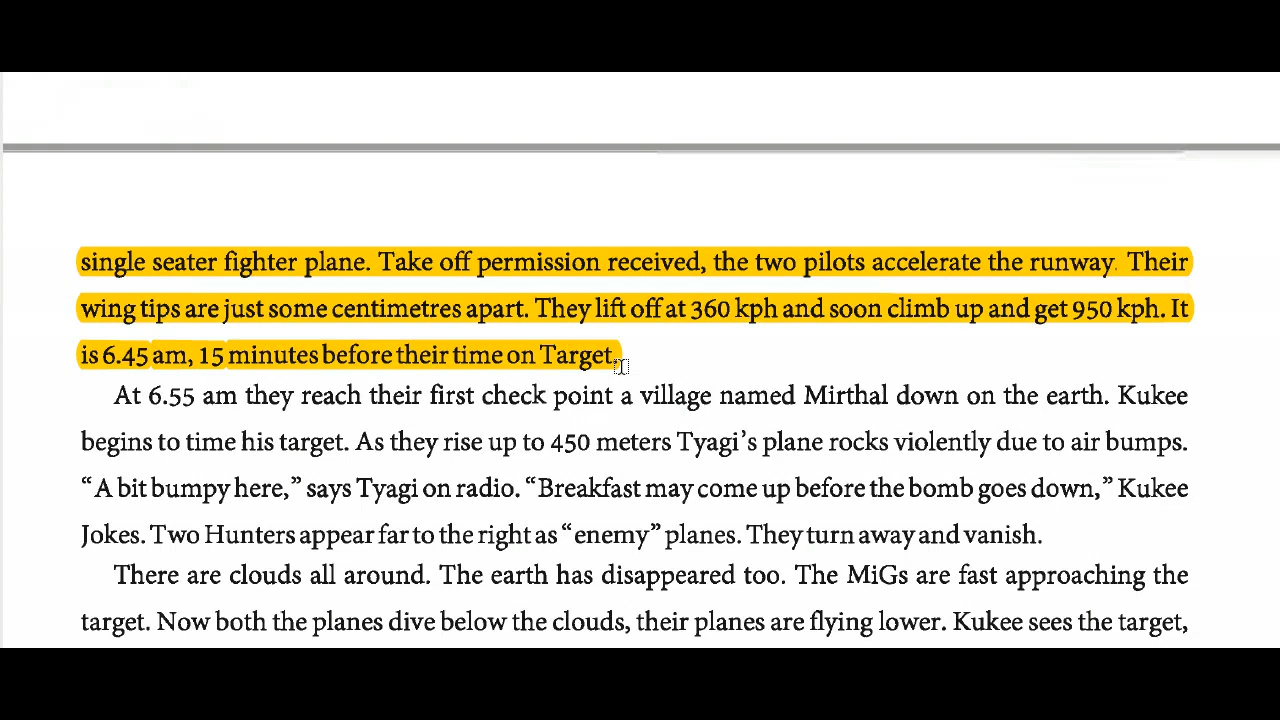 single seater fighter plane. Take off permission received, the two pilots accelerate the runway. Their
wing tips are just some centimetres apart. They lift off at 360 kph and soon climb up and get 950 kph. It
is 6.45 am, 15 minutes before their time on Target.
At 6.55 am they reach their first check point a village named Mirthal down on the earth. Kukee
begins to time his target. As they rise up to 450 meters Tyagi’s plane rocks violently due to air bumps.
“A bit bumpy here,” says Tyagi on radio. “Breakfast may come up before the bomb goes down,” Kukee
Jokes. Two Hunters appear far to the right as “enemy” planes. They turn away and vanish.
There are clouds all around. The earth has disappeared too. The MiGs are fast approaching the
target. Now both the planes dive below the clouds, their planes are flying lower. Kukee sees the target,